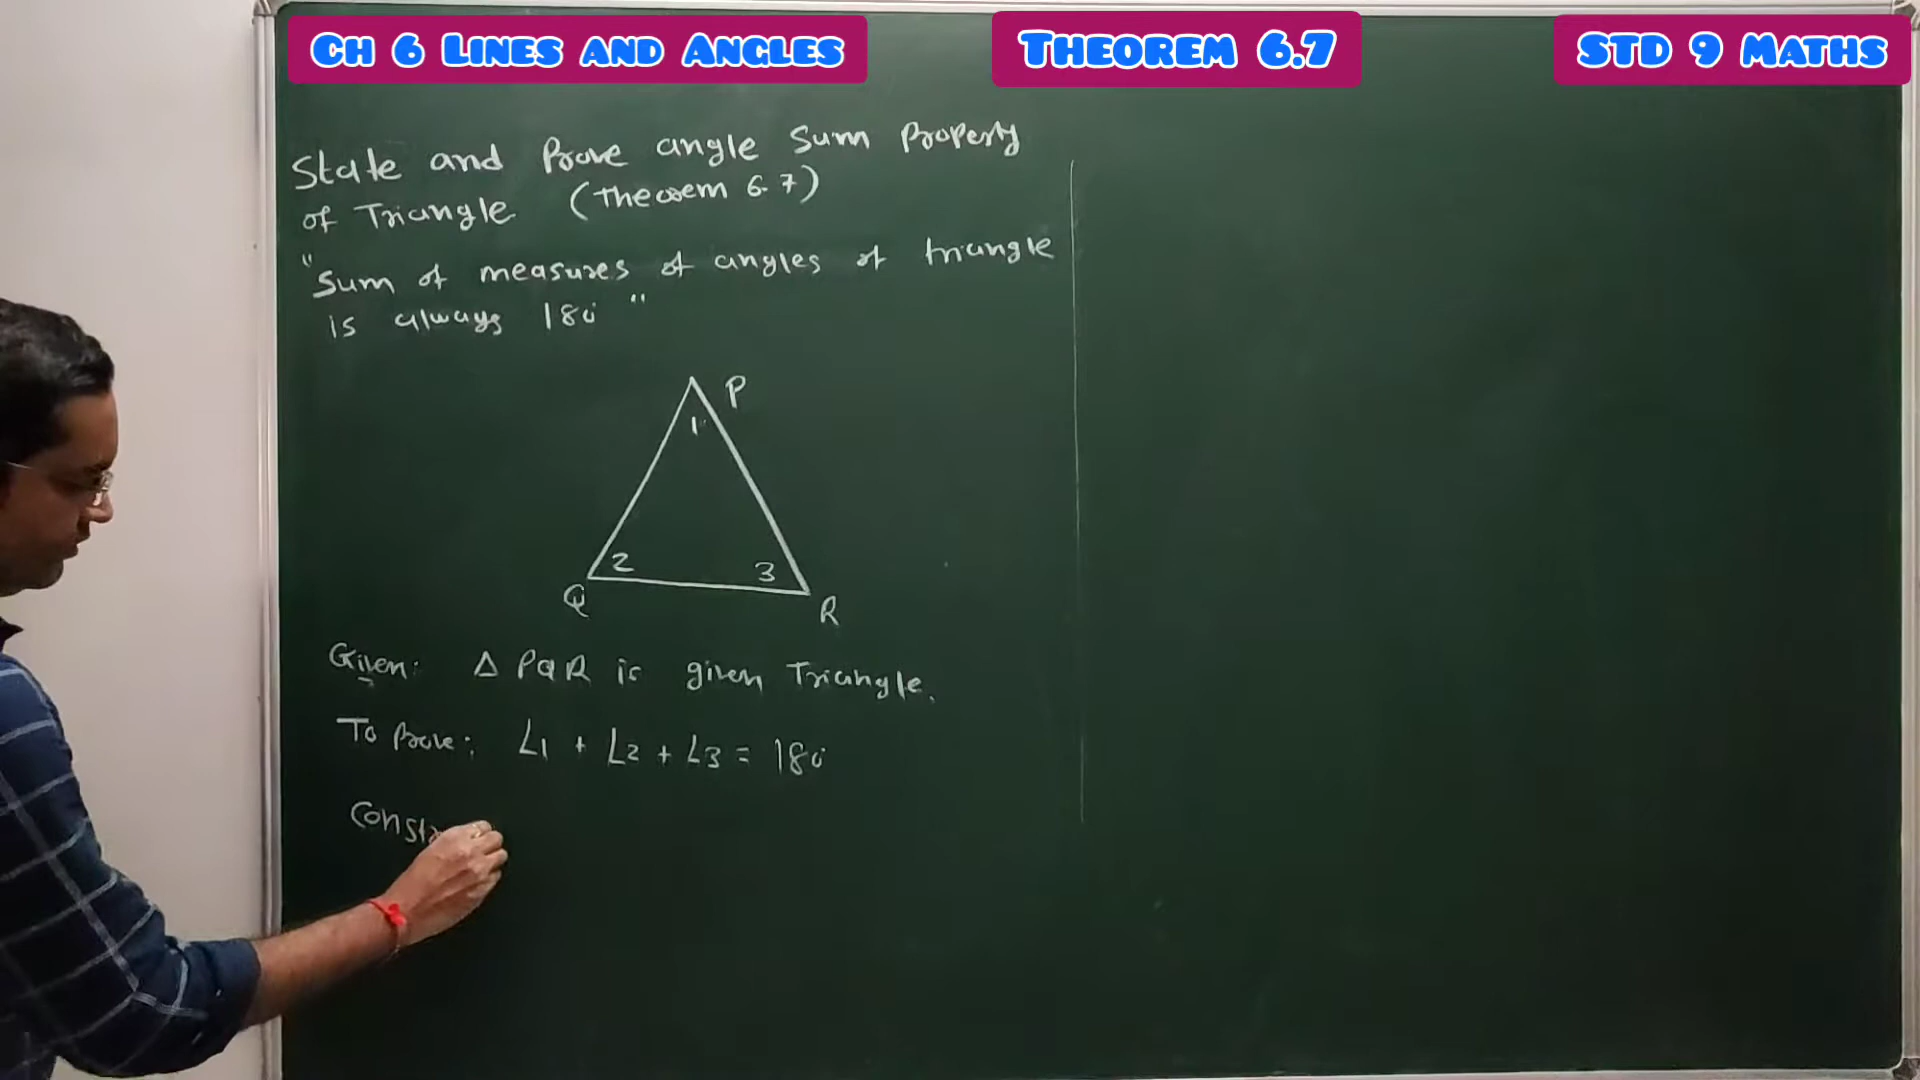 CH 6 LINES AND ANGLES
THEOREM 6.7
STD 9 MATHS
State and Prove angle sum Property
of Triangle (Theorem 6.7)
"Sum of measures of angles of triangle
is always 180° "
P
1
2
3
Q
R
Given: Δ PQR is given Triangle.
To Prove: ∠1 + ∠2 + ∠3 = 180°
Const